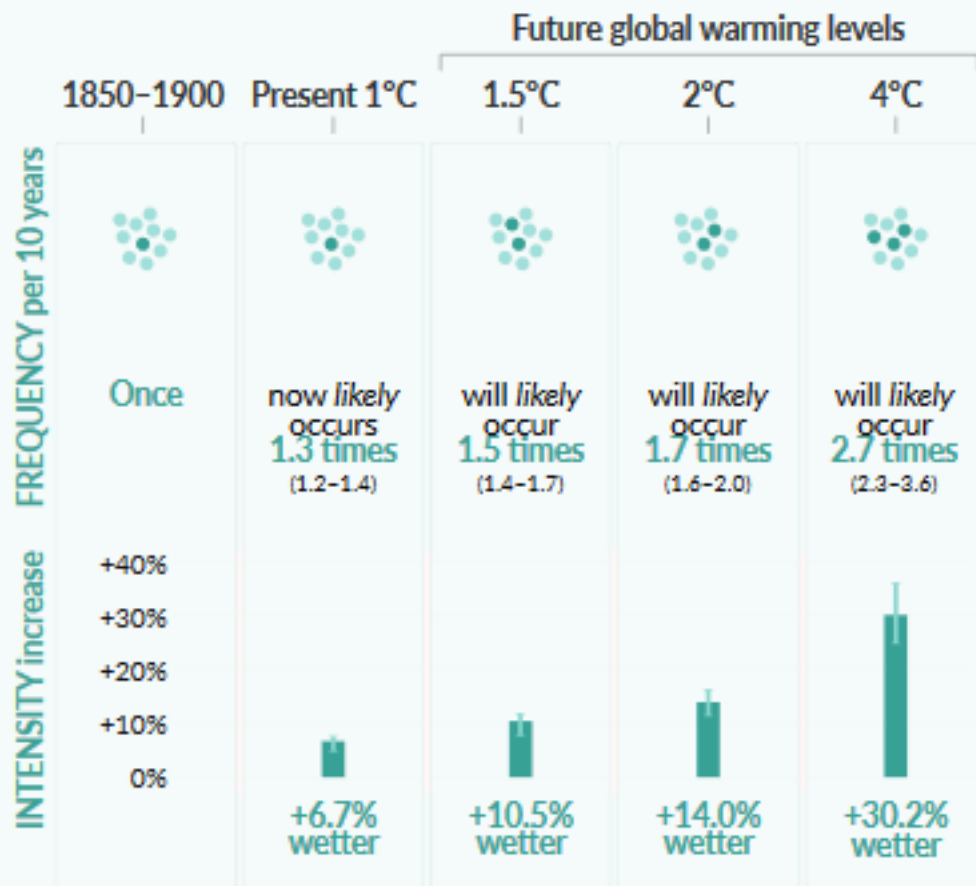 Future global warming levels
1850–1900 Present 1°C 1.5°C 2°C 4°C
FREQUENCY per 10 years
Once
now likely
occurs
1.3 times
(1.2–1.4)
will likely
occur
1.5 times
(1.4–1.7)
will likely
occur
1.7 times
(1.6–2.0)
will likely
occur
2.7 times
(2.3–3.6)
INTENSITY increase
+40%
+30%
+20%
+10%
0%
+6.7%
wetter
+10.5%
wetter
+14.0%
wetter
+30.2%
wetter